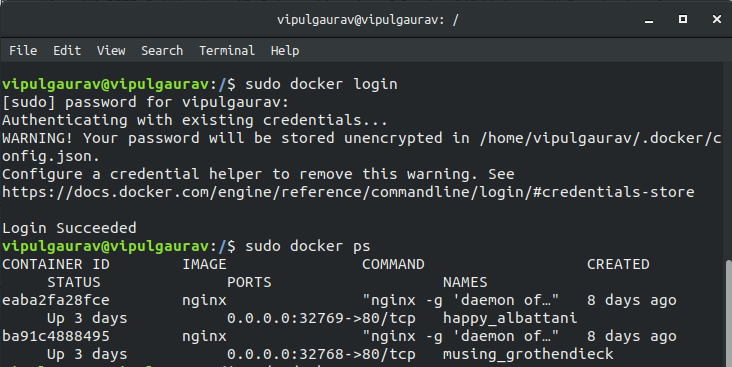 vipulgaurav@vipulgaurav: /
File Edit View Search Terminal Help
vipulgaurav@vipulgaurav:/$ sudo docker login
[sudo] password for vipulgaurav:
Authenticating with existing credentials...
WARNING! Your password will be stored unencrypted in /home/vipulgaurav/.docker/c
onfig.json.
Configure a credential helper to remove this warning. See
https://docs.docker.com/engine/reference/commandline/login/#credentials-store
Login Succeeded
vipulgaurav@vipulgaurav:/$ sudo docker ps
CONTAINER ID        IMAGE               COMMAND                  CREATED
     STATUS              PORTS                   NAMES
eaba2fa28fce        nginx               "nginx -g 'daemon of…"   8 days ago
     Up 3 days           0.0.0.0:32769->80/tcp   happy_albattani
ba91c4888495        nginx               "nginx -g 'daemon of…"   8 days ago
     Up 3 days           0.0.0.0:32768->80/tcp   musing_grothendieck